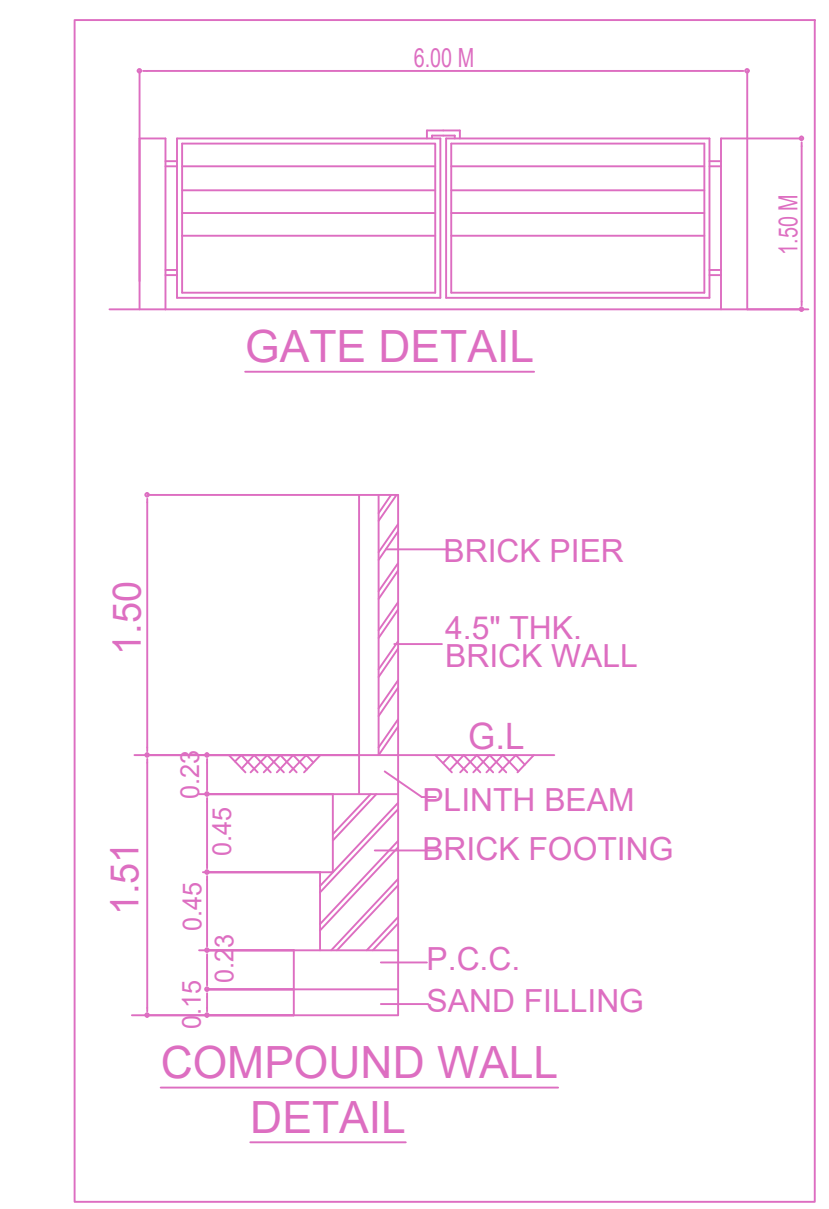 6.00 M
1.50 M
GATE DETAIL
1.50
BRICK PIER
4.5" THK.
BRICK WALL
G.L
0.23
PLINTH BEAM
0.45
BRICK FOOTING
1.51
0.45
0.23
P.C.C.
0.15
SAND FILLING
COMPOUND WALL
DETAIL